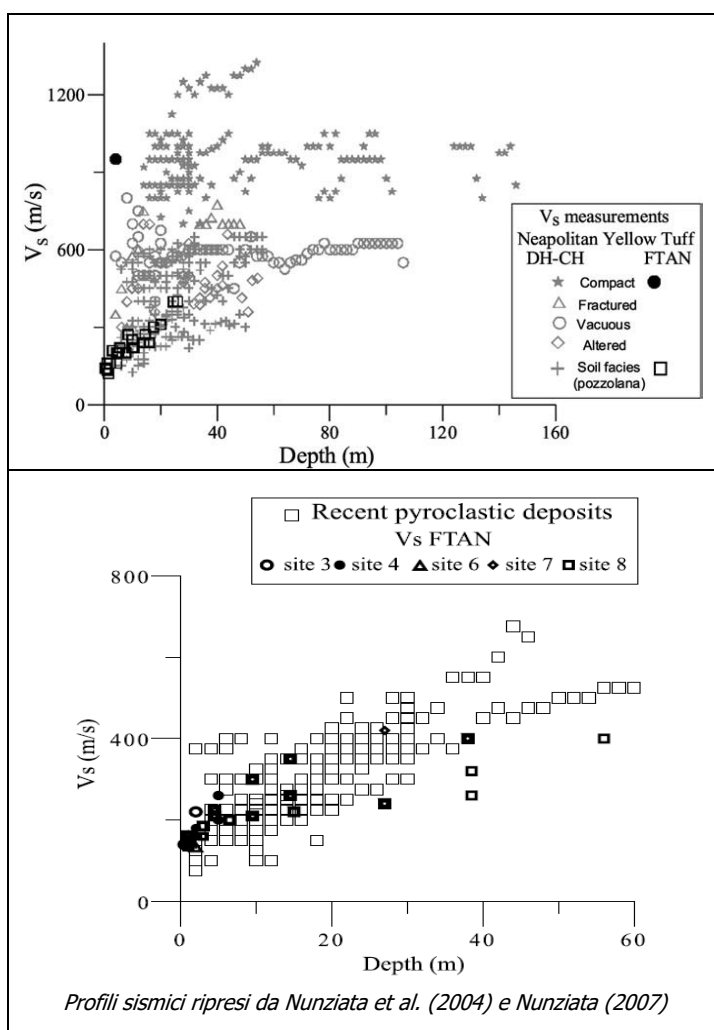 1200
600
0
V_s (m/s)
0 40 80 120 160
Depth (m)
V_s measurements
Neapolitan Yellow Tuff
DH-CH FTAN
Compact
Fractured
Vacuous
Altered
Soil facies
(pozzolana)
Recent pyroclastic deposits
Vs FTAN
site 3 site 4 site 6 site 7 site 8
800
400
0
Vs (m/s)
0 20 40 60
Depth (m)
Profili sismici ripresi da Nunziata et al. (2004) e Nunziata (2007)